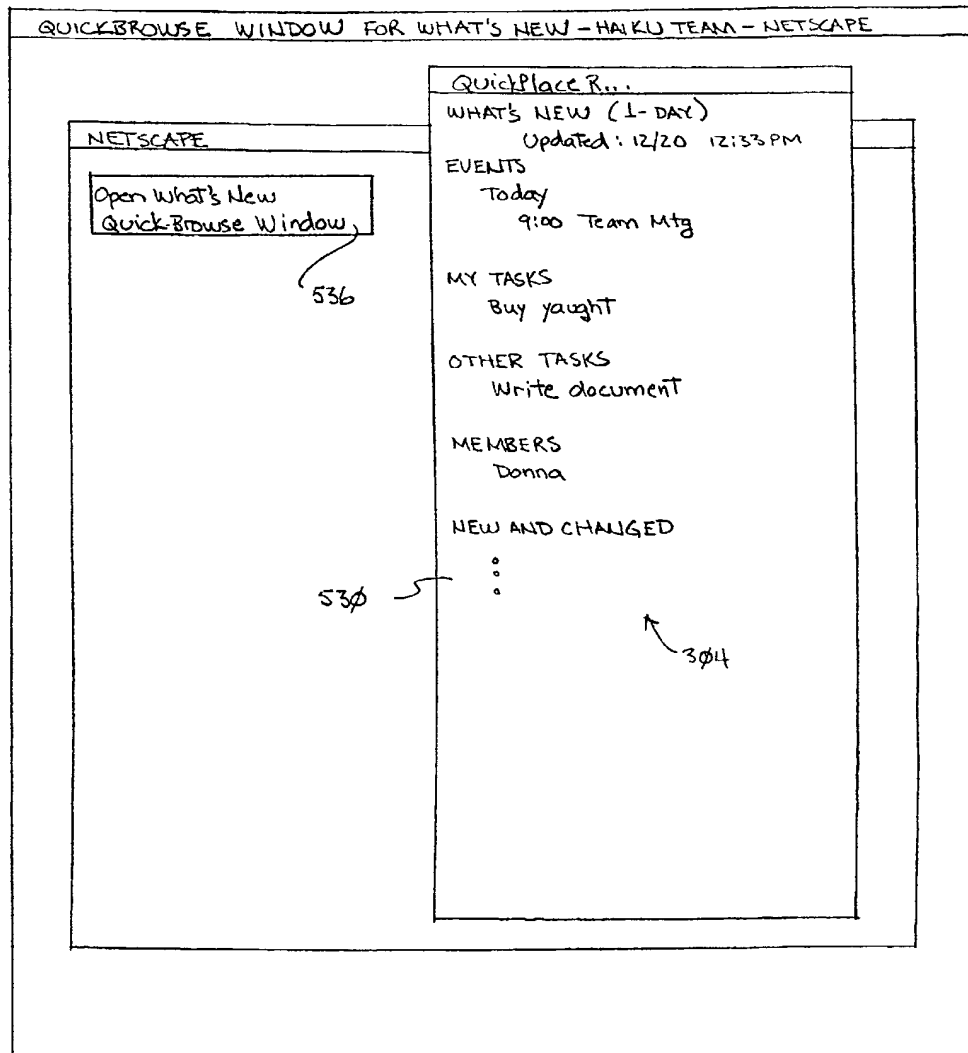 QUICKBROWSE WINDOW FOR WHAT'S NEW - HAIKU TEAM - NETSCAPE
QuickPlace R...
WHAT'S NEW (1-DAY)
Updated: 12/20 12:33 PM
NETSCAPE
EVENTS
Open What's New
Quick-Browse Window
Today
9:00 Team Mtg
536
MY TASKS
Buy yaught
OTHER TASKS
Write document
MEMBERS
Donna
NEW AND CHANGED
530
304